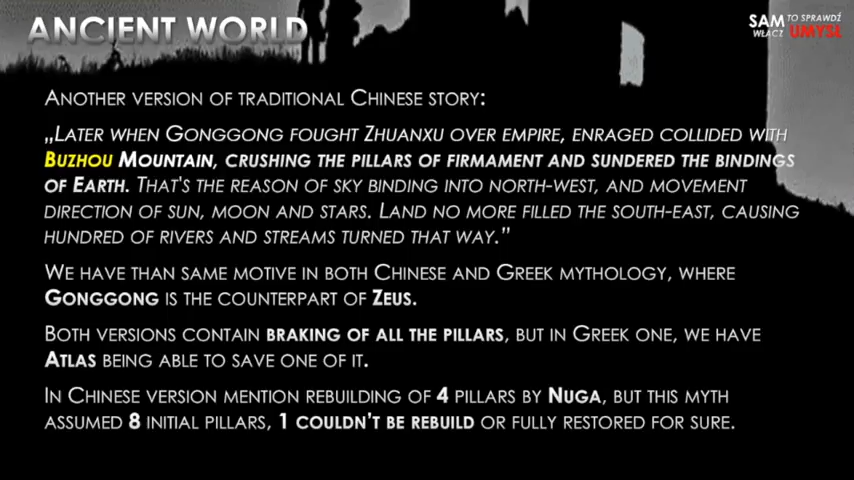 ANCIENT WORLD
SAM TO SPRAWDŹ
WŁĄCZ UMYSŁ
ANOTHER VERSION OF TRADITIONAL CHINESE STORY:
„LATER WHEN GONGGONG FOUGHT ZHUANXU OVER EMPIRE, ENRAGED COLLIDED WITH
BUZHOU MOUNTAIN, CRUSHING THE PILLARS OF FIRMAMENT AND SUNDERED THE BINDINGS
OF EARTH. THAT'S THE REASON OF SKY BINDING INTO NORTH-WEST, AND MOVEMENT
DIRECTION OF SUN, MOON AND STARS. LAND NO MORE FILLED THE SOUTH-EAST, CAUSING
HUNDRED OF RIVERS AND STREAMS TURNED THAT WAY.”
WE HAVE THAN SAME MOTIVE IN BOTH CHINESE AND GREEK MYTHOLOGY, WHERE
GONGGONG IS THE COUNTERPART OF ZEUS.
BOTH VERSIONS CONTAIN BRAKING OF ALL THE PILLARS, BUT IN GREEK ONE, WE HAVE
ATLAS BEING ABLE TO SAVE ONE OF IT.
IN CHINESE VERSION MENTION REBUILDING OF 4 PILLARS BY NUGA, BUT THIS MYTH
ASSUMED 8 INITIAL PILLARS, 1 COULDN'T BE REBUILD OR FULLY RESTORED FOR SURE.